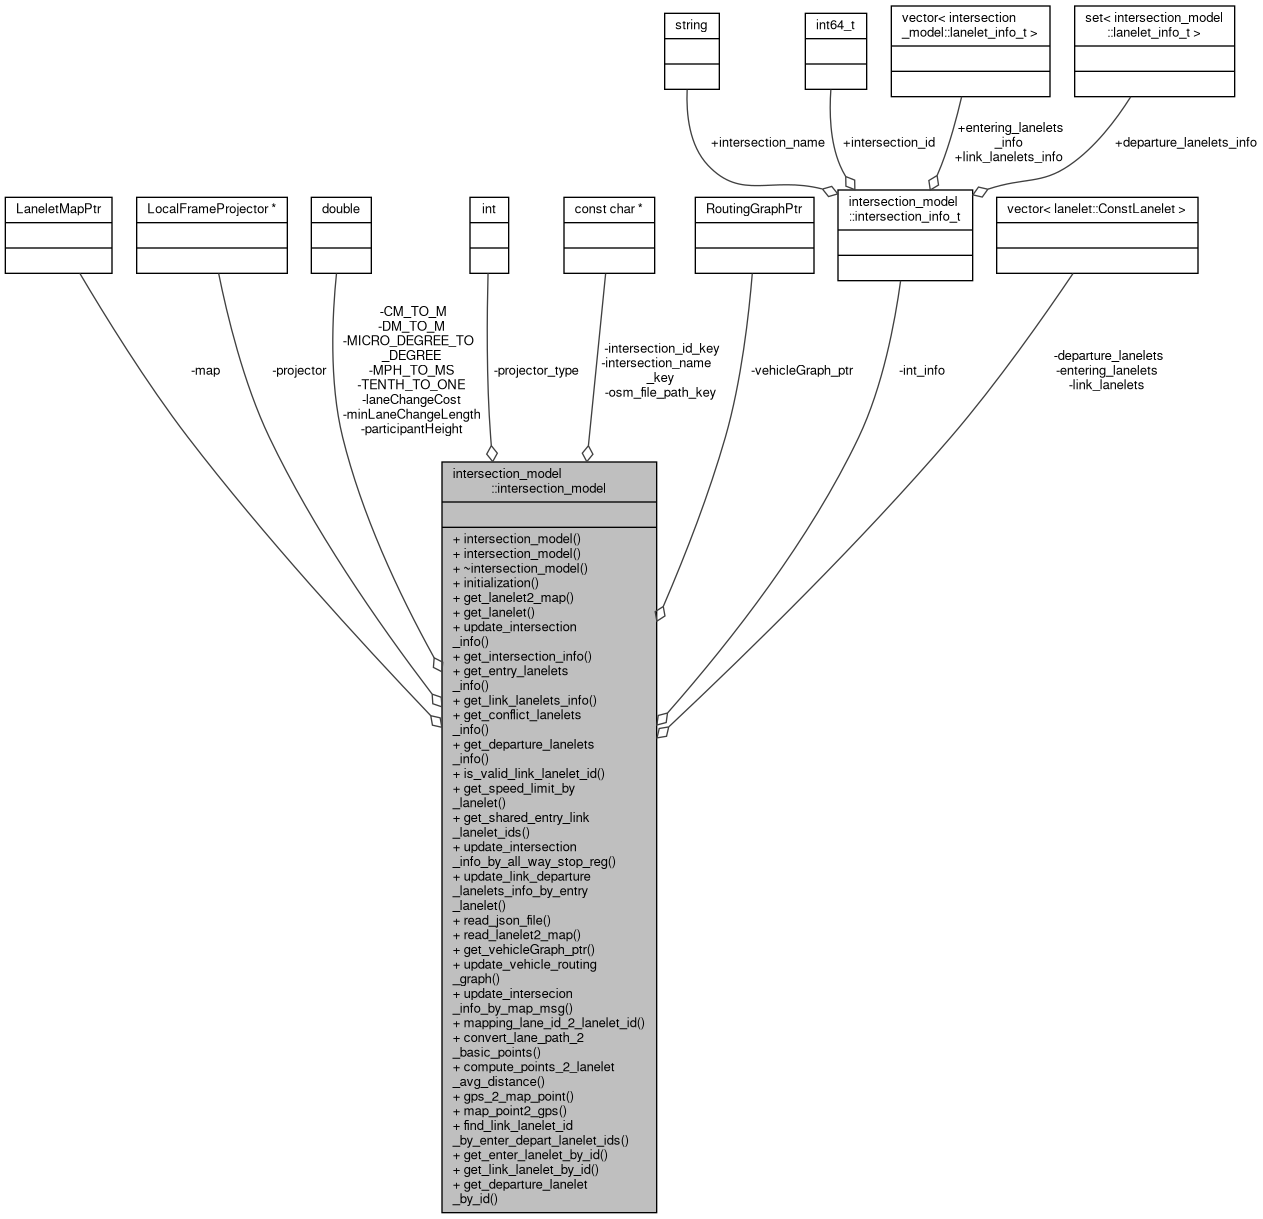 string
int64_t
vector< intersection
_model::lanelet_info_t >
set< intersection_model
::lanelet_info_t >
+intersection_name
+intersection_id
+entering_lanelets
_info
+link_lanelets_info
+departure_lanelets_info
LaneletMapPtr
LocalFrameProjector *
double
int
const char *
RoutingGraphPtr
intersection_model
::intersection_info_t
vector< lanelet::ConstLanelet >
-map
-projector
-CM_TO_M
-DM_TO_M
-MICRO_DEGREE_TO
_DEGREE
-MPH_TO_MS
-TENTH_TO_ONE
-laneChangeCost
-minLaneChangeLength
-participantHeight
-projector_type
-intersection_id_key
-intersection_name
_key
-osm_file_path_key
-vehicleGraph_ptr
-int_info
-departure_lanelets
-entering_lanelets
-link_lanelets
intersection_model
::intersection_model
+ intersection_model()
+ intersection_model()
+ ~intersection_model()
+ initialization()
+ get_lanelet2_map()
+ get_lanelet()
+ update_intersection
_info()
+ get_intersection_info()
+ get_entry_lanelets
_info()
+ get_link_lanelets_info()
+ get_conflict_lanelets
_info()
+ get_departure_lanelets
_info()
+ is_valid_link_lanelet_id()
+ get_speed_limit_by
_lanelet()
+ get_shared_entry_link
_lanelet_ids()
+ update_intersection
_info_by_all_way_stop_reg()
+ update_link_departure
_lanelets_info_by_entry
_lanelet()
+ read_json_file()
+ read_lanelet2_map()
+ get_vehicleGraph_ptr()
+ update_vehicle_routing
_graph()
+ update_intersecion
_info_by_map_msg()
+ mapping_lane_id_2_lanelet_id()
+ convert_lane_path_2
_basic_points()
+ compute_points_2_lanelet
_avg_distance()
+ gps_2_map_point()
+ map_point2_gps()
+ find_link_lanelet_id
_by_enter_depart_lanelet_ids()
+ get_enter_lanelet_by_id()
+ get_link_lanelet_by_id()
+ get_departure_lanelet
_by_id()